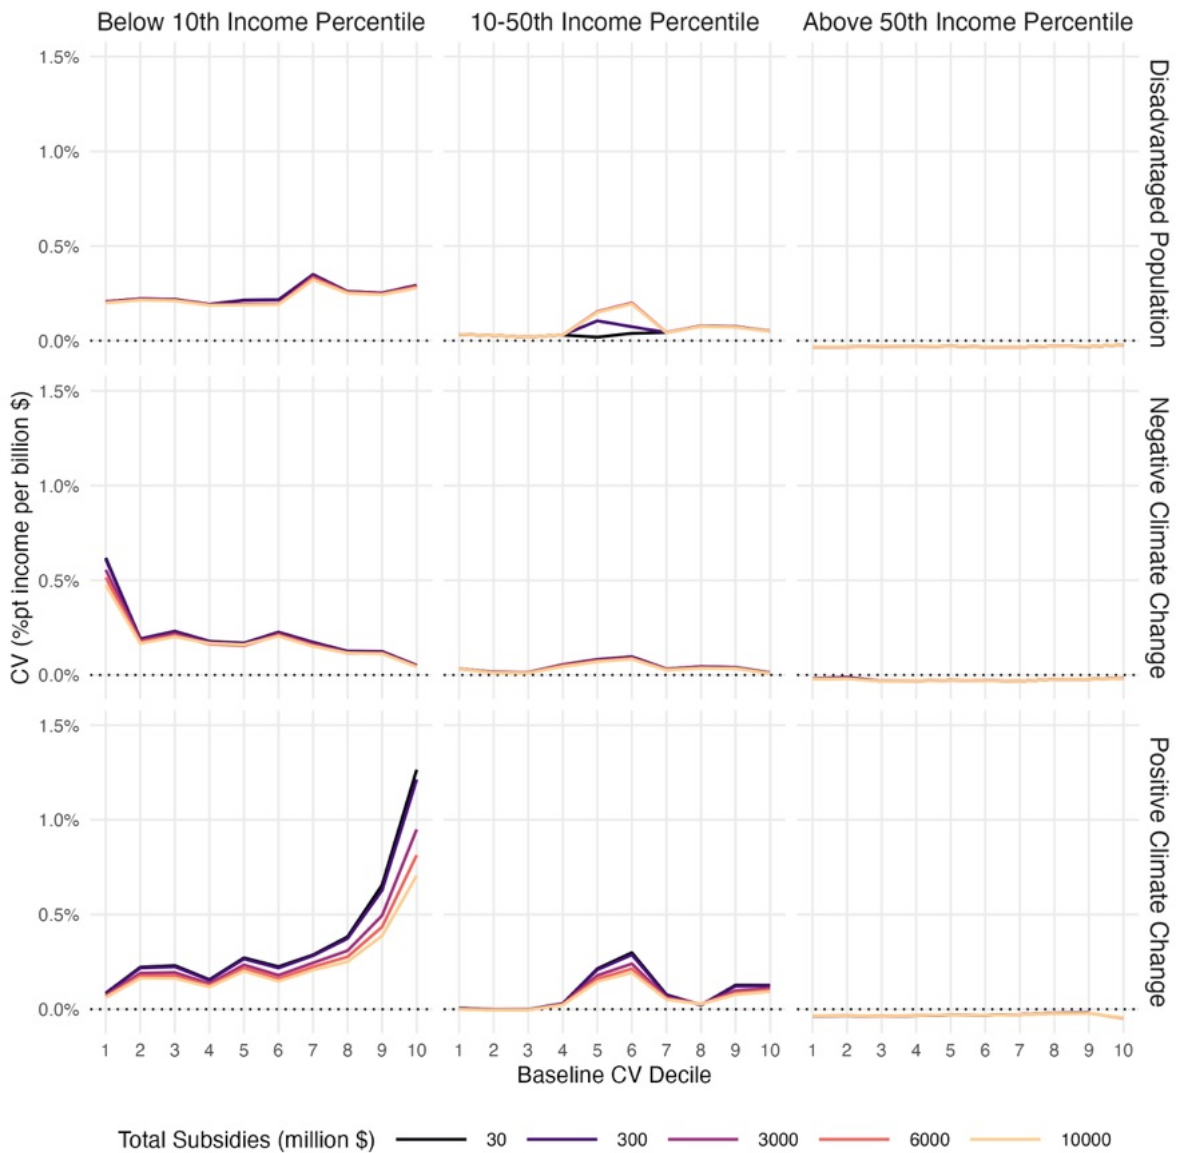 Below 10th Income Percentile
10-50th Income Percentile
Above 50th Income Percentile
1.5%
1.0%
0.5%
0.0%
Disadvantaged Population
1.5%
1.0%
0.5%
0.0%
Negative Climate Change
CV (%pt income per billion $)
1.5%
1.0%
0.5%
0.0%
Positive Climate Change
1 2 3 4 5 6 7 8 9 10
1 2 3 4 5 6 7 8 9 10
1 2 3 4 5 6 7 8 9 10
Baseline CV Decile
Total Subsidies (million $) 30 300 3000 6000 10000